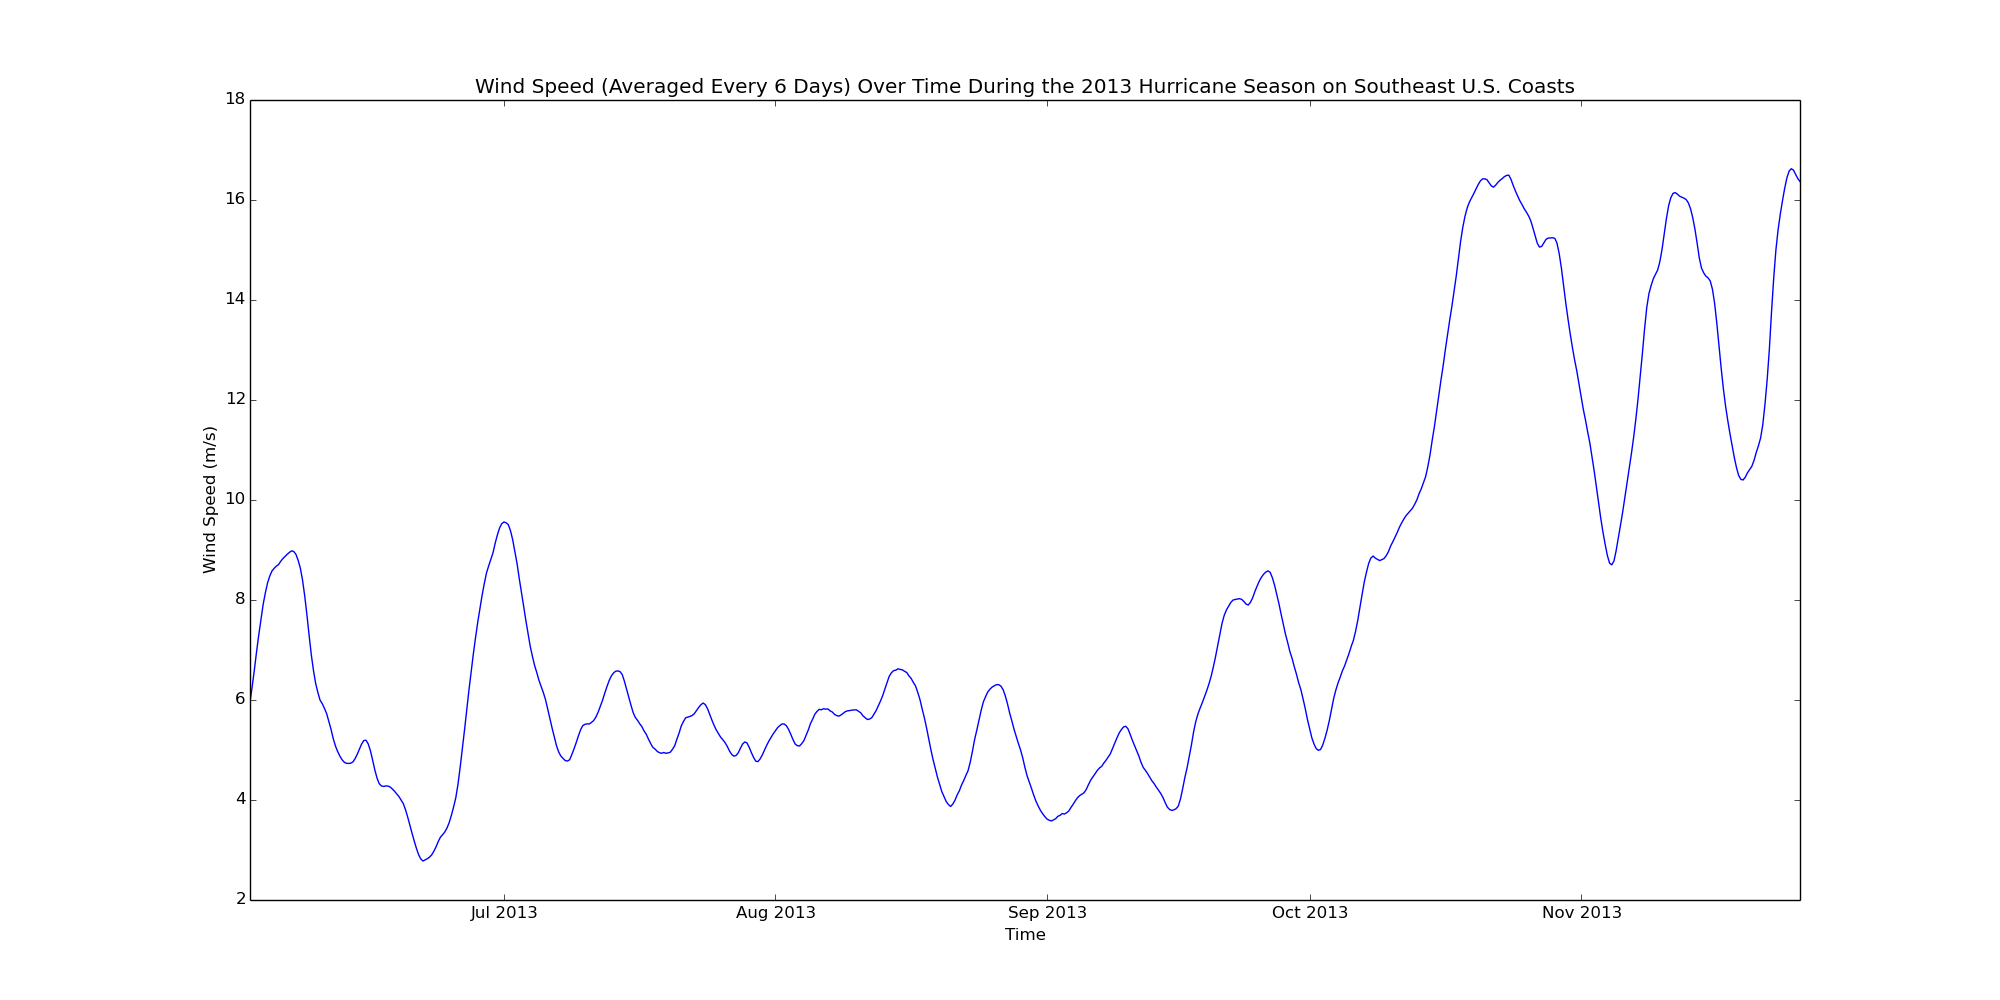 Wind Speed (Averaged Every 6 Days) Over Time During the 2013 Hurricane Season on Southeast U.S. Coasts
18
16
14
12
10
8
6
4
2
Wind Speed (m/s)
Jul 2013
Aug 2013
Sep 2013
Oct 2013
Nov 2013
Time